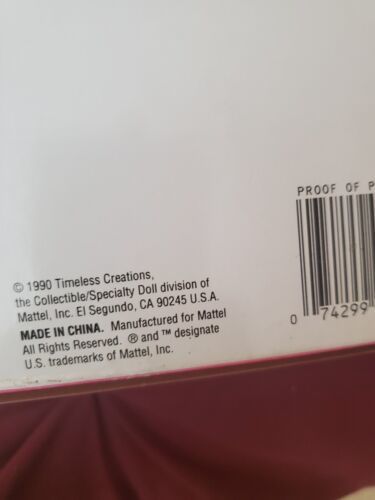 PROOF OF P
© 1990 Timeless Creations,
the Collectible/Specialty Doll division of
Mattel, Inc. El Segundo, CA 90245 U.S.A.
MADE IN CHINA. Manufactured for Mattel
All Rights Reserved. ® and ™ designate
U.S. trademarks of Mattel, Inc.
0 74299